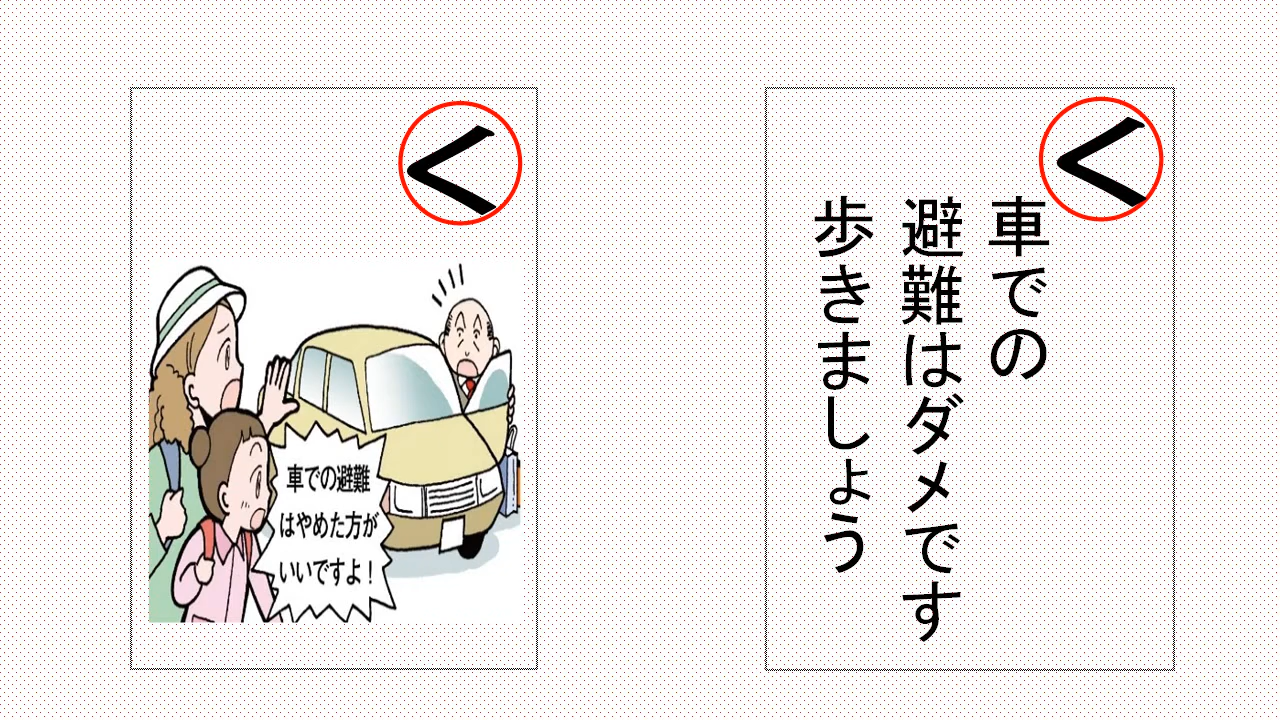 く
車での避難
はやめた方が
いいですよ！
く
車での
避難はダメです
歩きましょう